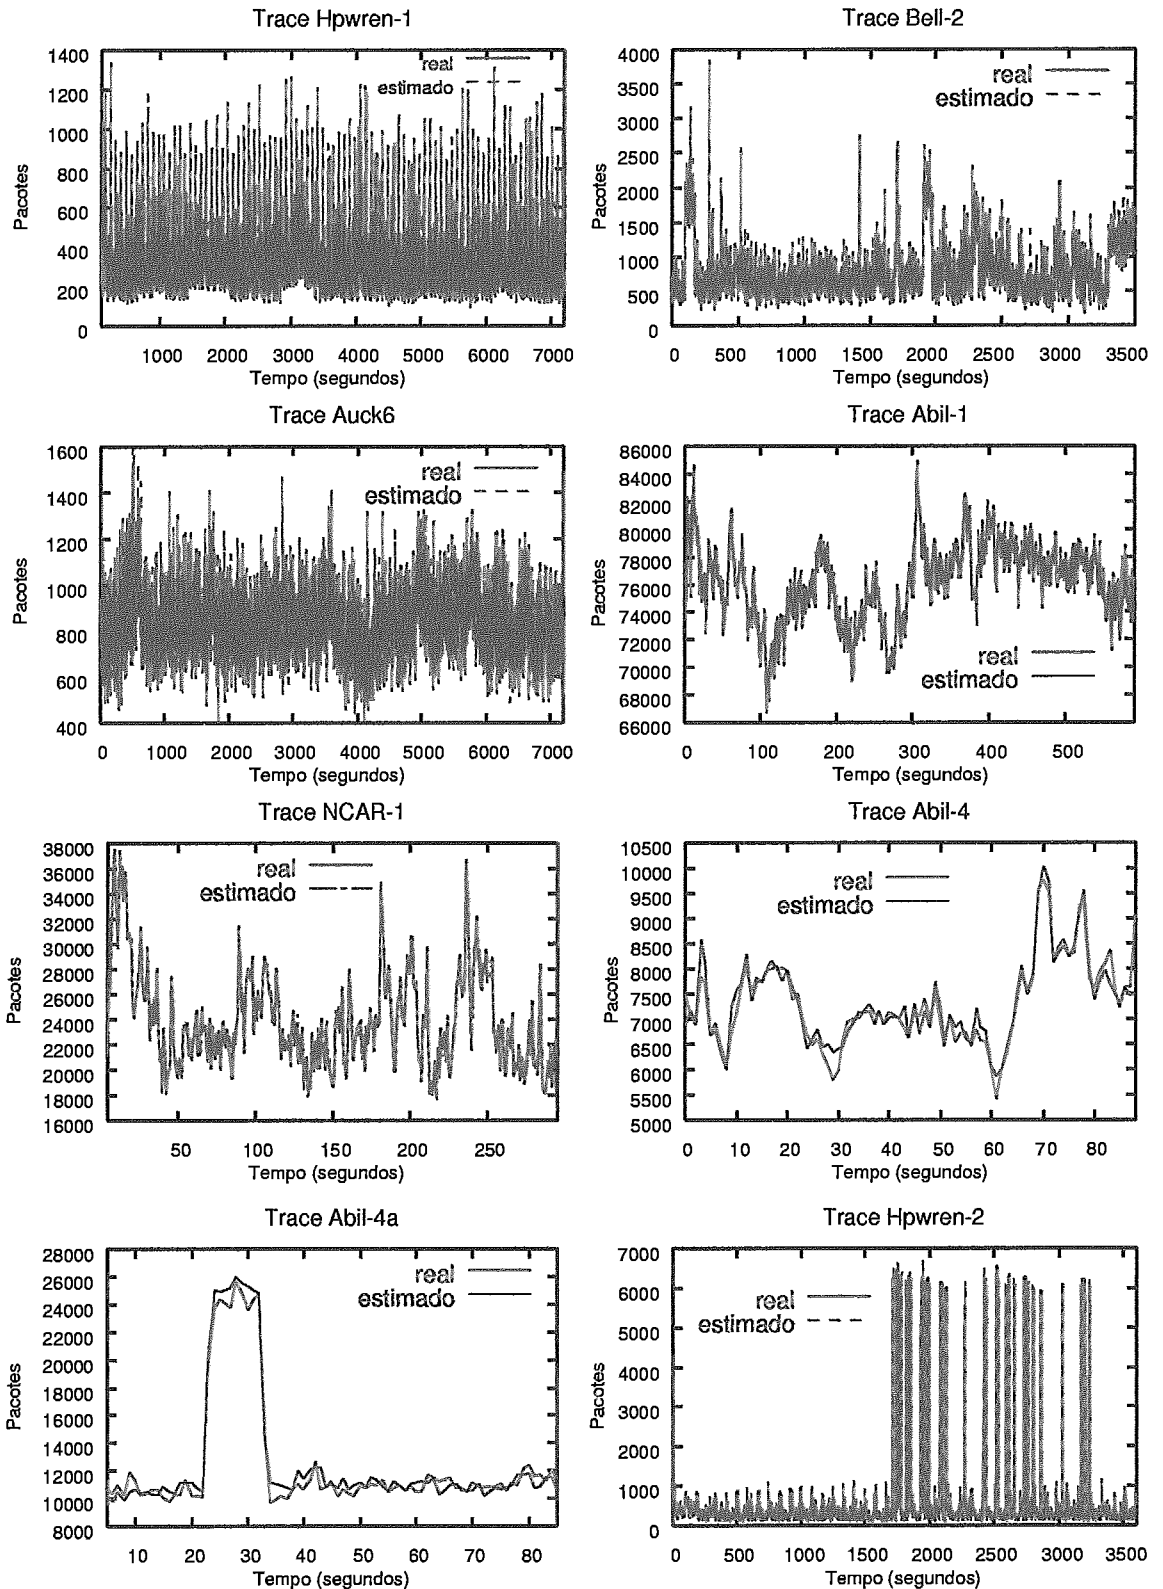 Trace Hpwren-1
1400
1200
1000
800
600
400
200
0
Pacotes
real
estimado
1000 2000 3000 4000 5000 6000 7000
Tempo (segundos)
Trace Bell-2
4000
3500
3000
2500
2000
1500
1000
500
0
Pacotes
real
estimado
0 500 1000 1500 2000 2500 3000 3500
Tempo (segundos)
Trace Auck6
1600
1400
1200
1000
800
600
400
Pacotes
real
estimado
0 1000 2000 3000 4000 5000 6000 7000
Tempo (segundos)
Trace Abil-1
86000
84000
82000
80000
78000
76000
74000
72000
70000
68000
66000
Pacotes
real
estimado
0 100 200 300 400 500
Tempo (segundos)
Trace NCAR-1
38000
36000
34000
32000
30000
28000
26000
24000
22000
20000
18000
16000
Pacotes
real
estimado
50 100 150 200 250
Tempo (segundos)
Trace Abil-4
10500
10000
9500
9000
8500
8000
7500
7000
6500
6000
5500
5000
Pacotes
real
estimado
0 10 20 30 40 50 60 70 80
Tempo (segundos)
Trace Abil-4a
28000
26000
24000
22000
20000
18000
16000
14000
12000
10000
8000
Pacotes
real
estimado
10 20 30 40 50 60 70 80
Tempo (segundos)
Trace Hpwren-2
7000
6000
5000
4000
3000
2000
1000
0
Pacotes
real
estimado
0 500 1000 1500 2000 2500 3000 3500
Tempo (segundos)